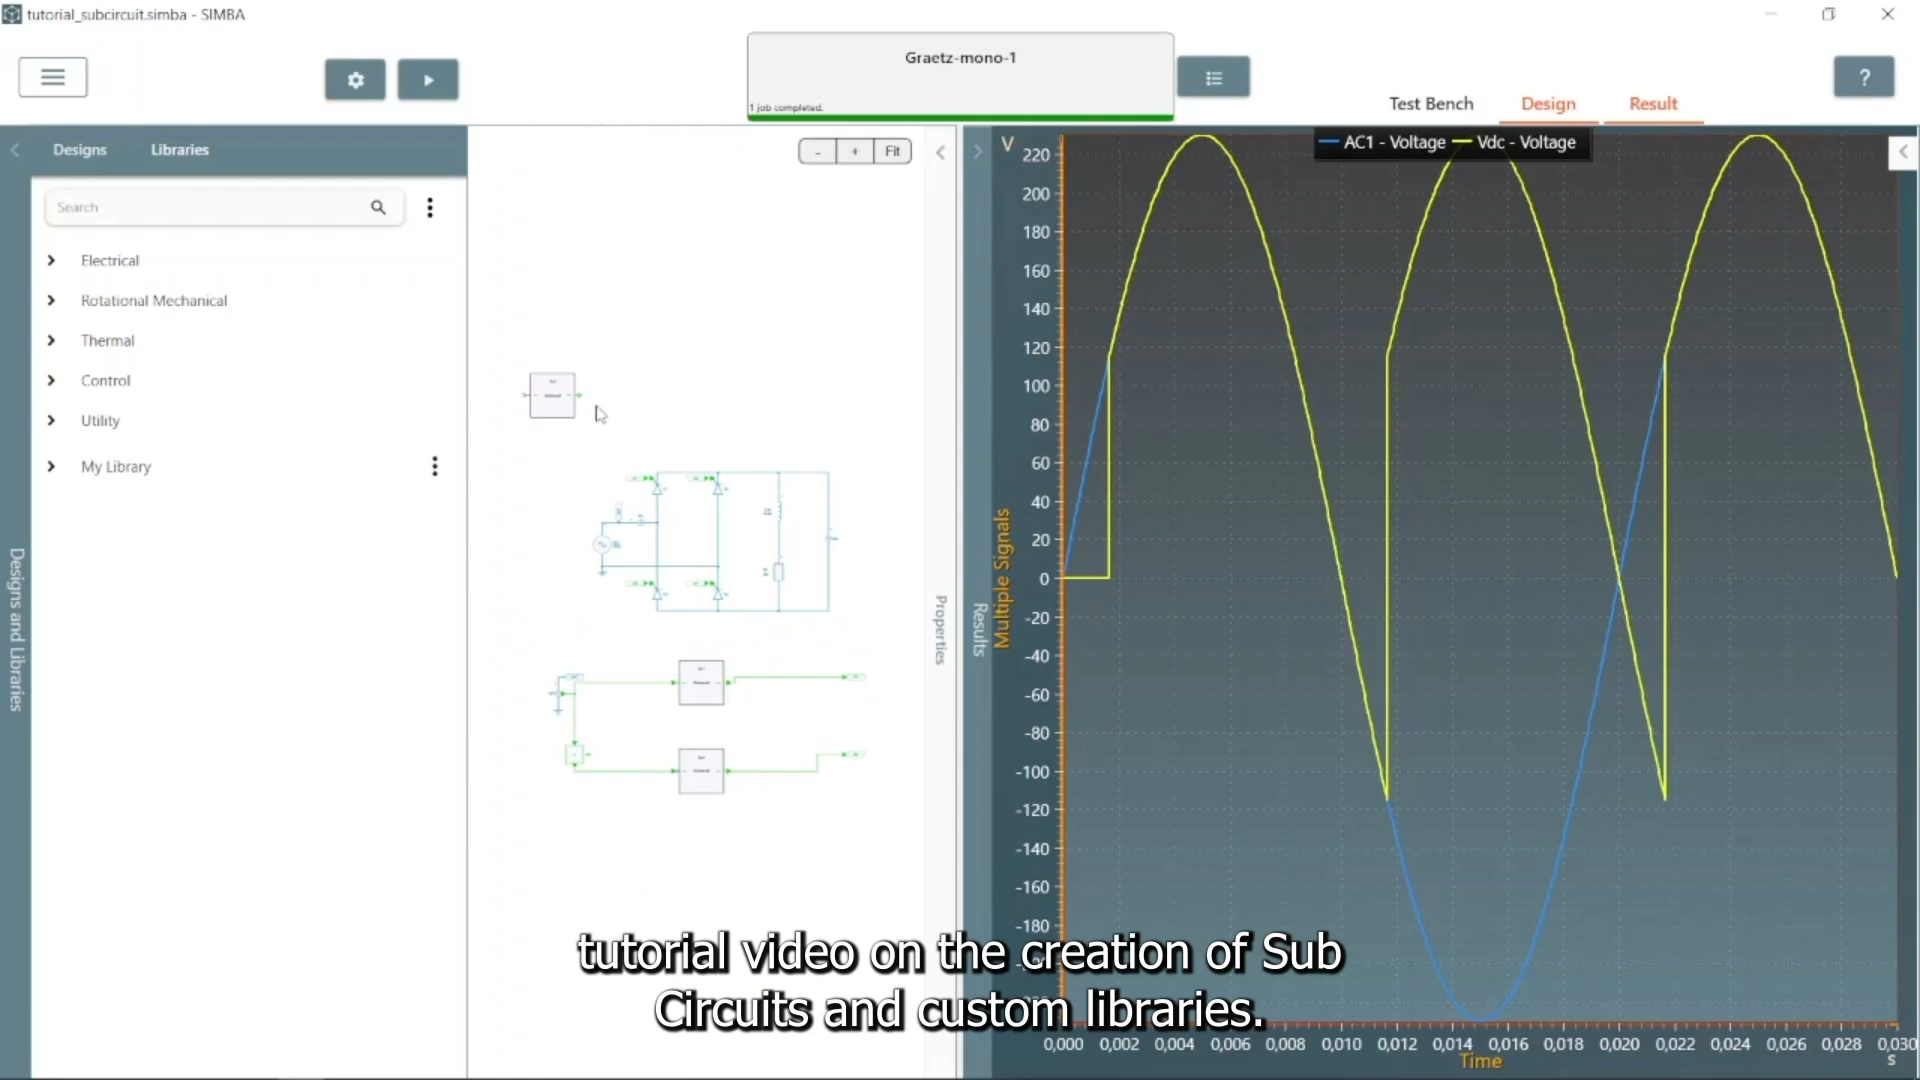 tutorial_subcircuit.simba - SIMBA
Graetz-mono-1
1 job completed.
?
Test Bench
Design
Result
Designs
Libraries
Search
Electrical
Rotational Mechanical
Thermal
Control
Utility
My Library
Designs and Libraries
-
+
Fit
Properties
Results
V
AC1 - Voltage
Vdc - Voltage
220
200
180
160
140
120
100
80
60
40
20
0
-20
-40
-60
-80
-100
-120
-140
-160
-180
Multiple Signals
0,000 0,002 0,004 0,006 0,008 0,010 0,012 0,014 0,016 0,018 0,020 0,022 0,024 0,026 0,028 0,030
Time
s
tutorial video on the creation of Sub
Circuits and custom libraries.